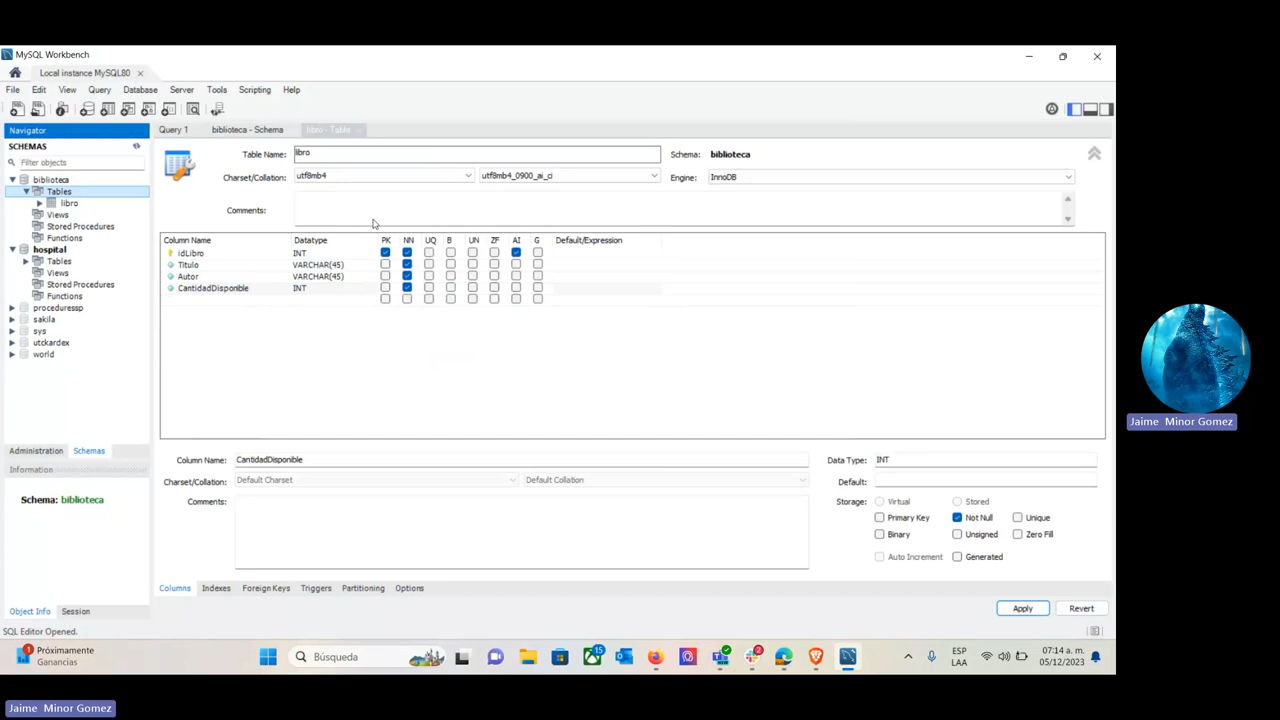 MySQL Workbench
Local instance MySQL80
File Edit View Query Database Server Tools Scripting Help
Navigator
Query 1
biblioteca - Schema
libro - Table
SCHEMAS
Filter objects
biblioteca
Tables
libro
Views
Stored Procedures
Functions
hospital
Tables
Views
Stored Procedures
Functions
proceduressp
sakila
sys
utckardex
world
Administration Schemas
Information
Schema: biblioteca
Object Info Session
SQL Editor Opened.
Table Name: libro Schema: biblioteca
Charset/Collation: utf8mb4 utf8mb4_0900_ai_ci Engine: InnoDB
Comments:
Column Name Datatype PK NN UQ B UN ZF AI G Default/Expression
idLibro INT
Titulo VARCHAR(45)
Autor VARCHAR(45)
CantidadDisponible INT
Column Name: CantidadDisponible Data Type: INT
Charset/Collation: Default Charset Default Collation Default:
Comments: Storage: Virtual Stored
Primary Key Not Null Unique
Binary Unsigned Zero Fill
Auto Increment Generated
Columns Indexes Foreign Keys Triggers Partitioning Options
Apply Revert
1
Próximamente
Ganancias
Búsqueda
15
2
ESP
LAA
07:14 a. m.
05/12/2023
Jaime Minor Gomez
Jaime Minor Gomez